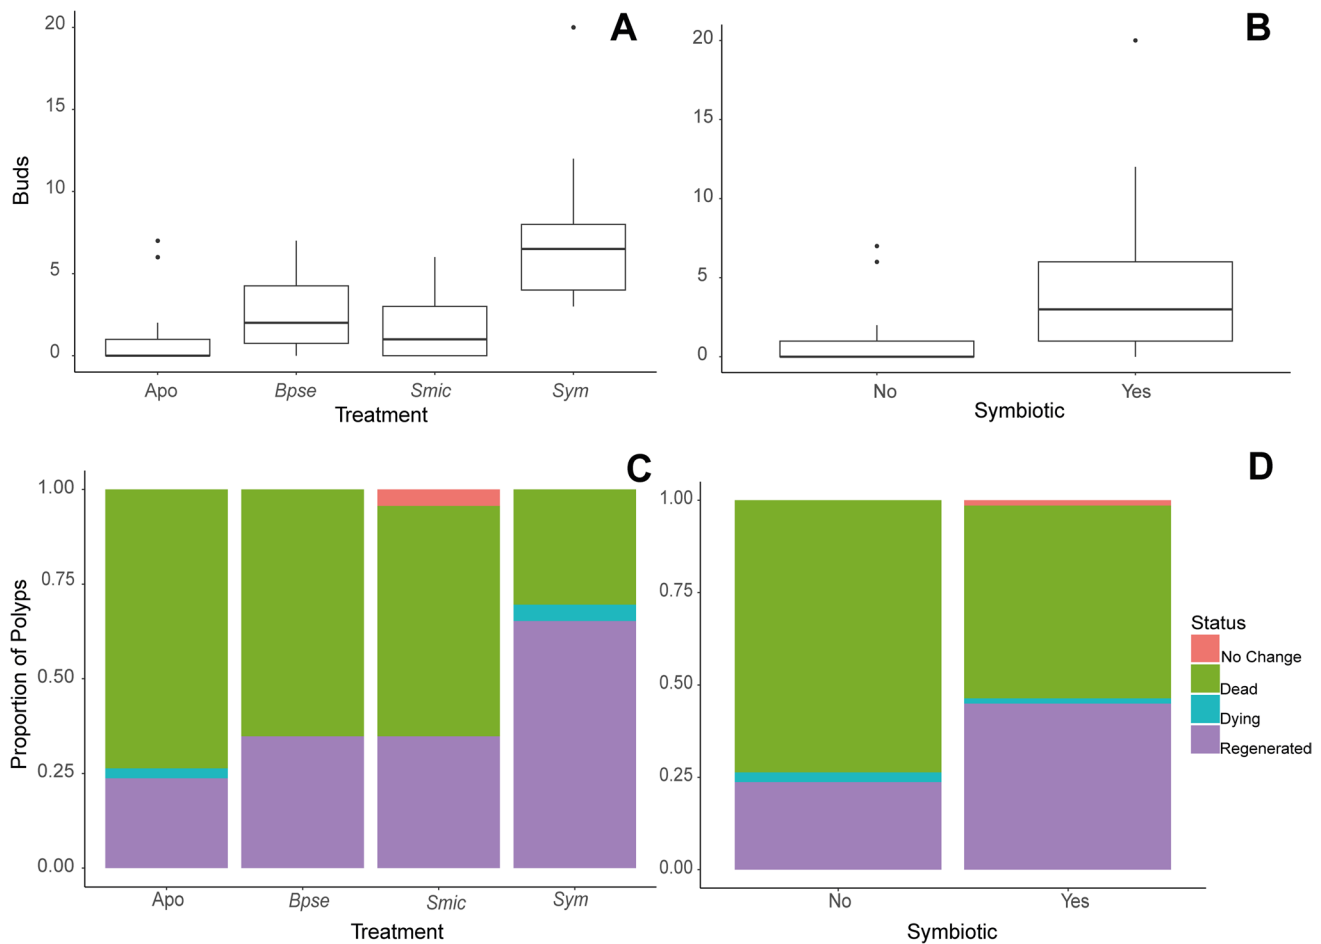 A
20
15
10
5
0
Buds
Apo Bpse Smic Sym
Treatment
B
20
15
10
5
0
No Yes
Symbiotic
C
1.00
0.75
0.50
0.25
0.00
Proportion of Polyps
Apo Bpse Smic Sym
Treatment
D
1.00
0.75
0.50
0.25
0.00
No Yes
Symbiotic
Status
No Change
Dead
Dying
Regenerated